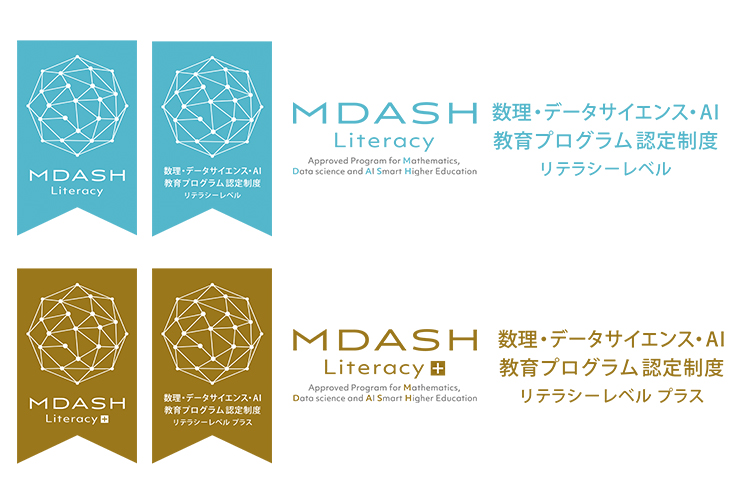 MDASH
Literacy
数理・データサイエンス・AI
教育プログラム認定制度
リテラシーレベル
MDASH
Literacy
Approved Program for Mathematics,
Data science and AI Smart Higher Education
数理・データサイエンス・AI
教育プログラム認定制度
リテラシーレベル
MDASH
Literacy+
数理・データサイエンス・AI
教育プログラム認定制度
リテラシーレベル プラス
MDASH
Literacy+
Approved Program for Mathematics,
Data science and AI Smart Higher Education
数理・データサイエンス・AI
教育プログラム認定制度
リテラシーレベル プラス